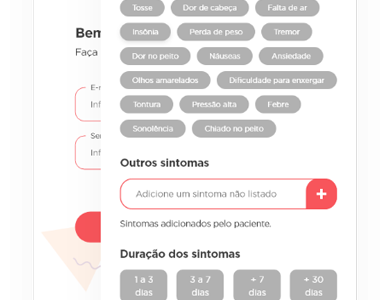 Bem
Faça
E-r
Inf
Ser
Inf
Tosse Dor de cabeça Falta de ar
Insônia Perda de peso Tremor
Dor no peito Náuseas Ansiedade
Olhos amarelados Dificuldade para enxergar
Tontura Pressão alta Febre
Sonolência Chiado no peito
Outros sintomas
Adicione um sintoma não listado +
Sintomas adicionados pelo paciente.
Duração dos sintomas
1 a 3 dias
3 a 7 dias
+ 7 dias
+ 30 dias